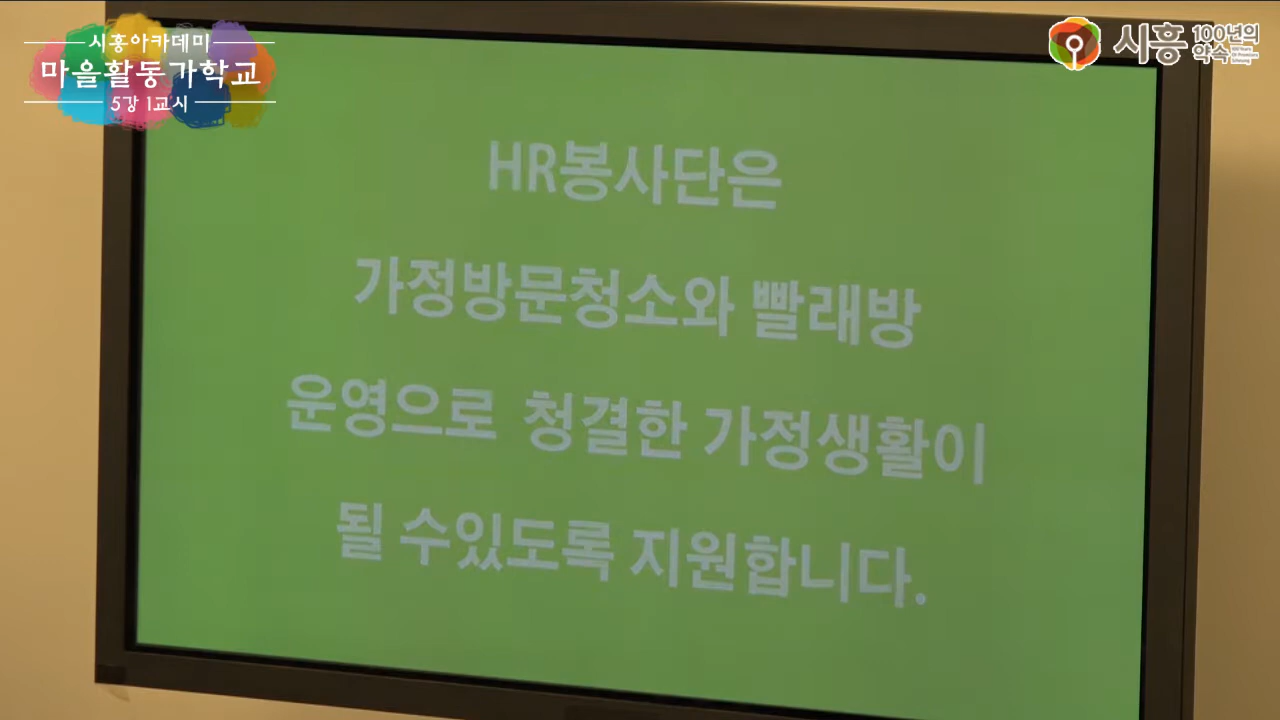 시흥아카데미
마을활동가학교
5강 1교시
시흥 100년의
약속
HR봉사단은
가정방문청소와 빨래방
운영으로 청결한 가정생활이
될 수있도록 지원합니다.